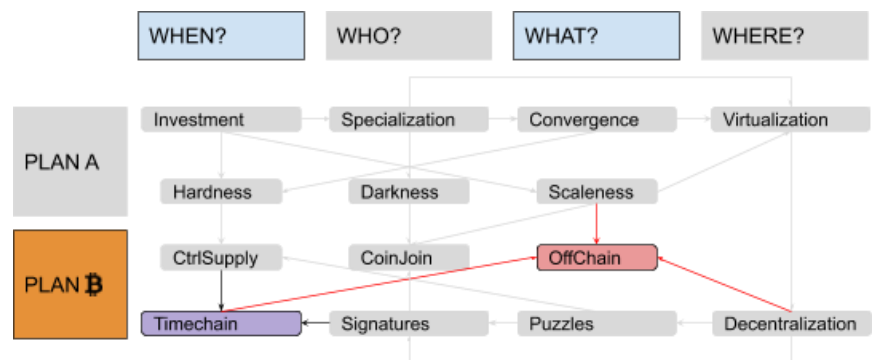 WHEN?
WHO?
WHAT?
WHERE?
PLAN A
Investment
Specialization
Convergence
Virtualization
Hardness
Darkness
Scaleness
PLAN ₿
CtrlSupply
CoinJoin
OffChain
Timechain
Signatures
Puzzles
Decentralization